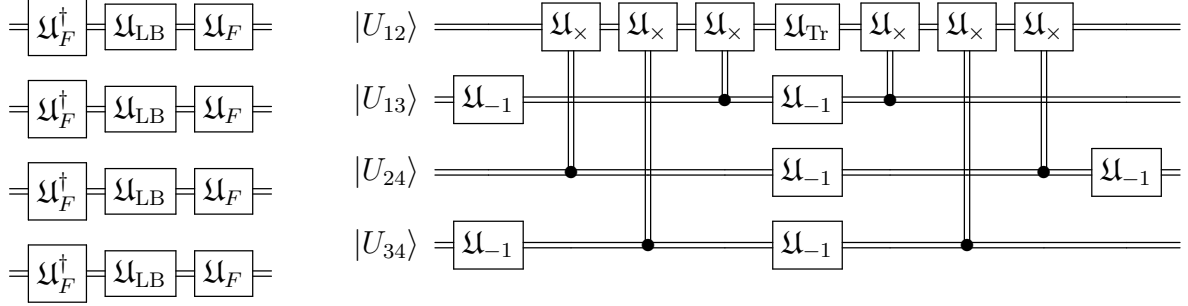 𝔘_F^† 𝔘_LB 𝔘_F
𝔘_F^† 𝔘_LB 𝔘_F
𝔘_F^† 𝔘_LB 𝔘_F
𝔘_F^† 𝔘_LB 𝔘_F
|U_12⟩ 𝔘_× 𝔘_× 𝔘_× 𝔘_Tr 𝔘_× 𝔘_× 𝔘_×
|U_13⟩ 𝔘_−1 𝔘_−1
|U_24⟩ 𝔘_−1 𝔘_−1
|U_34⟩ 𝔘_−1 𝔘_−1